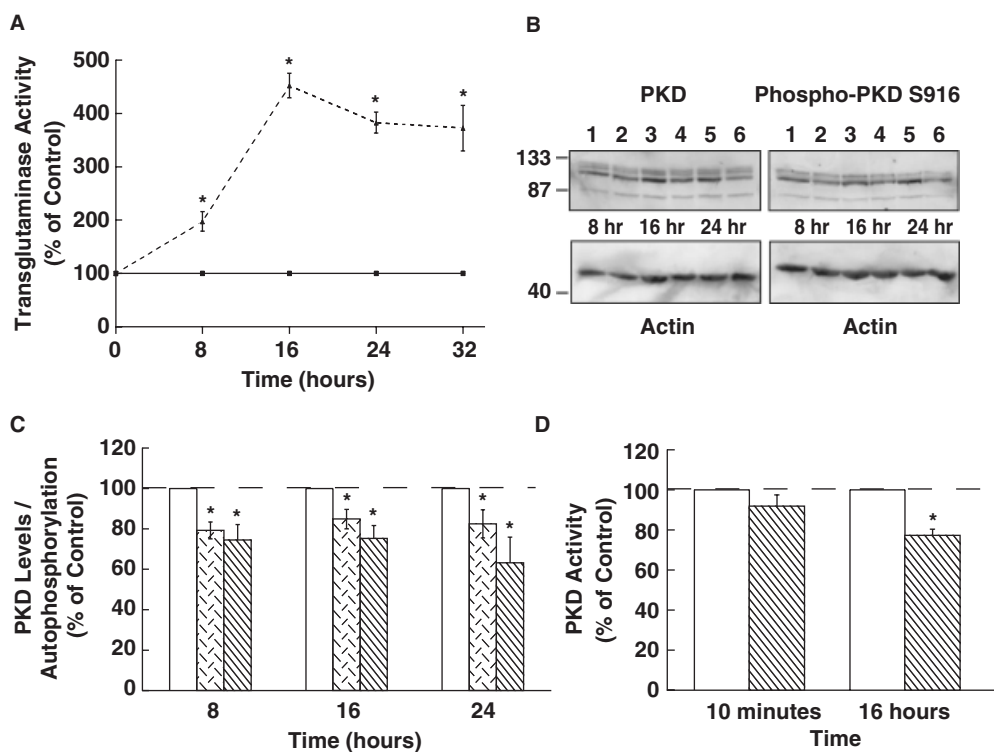 A
Transglutaminase Activity
(% of Control)
500
400
300
200
100
0
*
*
*
*
0
8
16
24
32
Time (hours)
B
PKD
Phospho-PKD S916
1 2 3 4 5 6
1 2 3 4 5 6
133
87
8 hr 16 hr 24 hr
8 hr 16 hr 24 hr
40
Actin
Actin
C
PKD Levels /
Autophosphorylation
(% of Control)
120
100
80
60
40
20
0
* *
* *
* *
8
16
24
Time (hours)
D
PKD Activity
(% of Control)
120
100
80
60
40
20
0
*
10 minutes
16 hours
Time